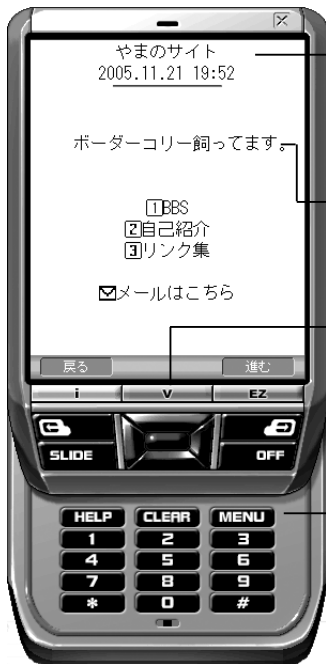 やまのサイト
2005.11.21 19:52
ボーダーコリー飼ってます。
1BBS
2自己紹介
3リンク集
メールはこちら
戻る 進む
i V EZ
SLIDE OFF
HELP CLEAR MENU
1 2 3
4 5 6
7 8 9
* 0 #